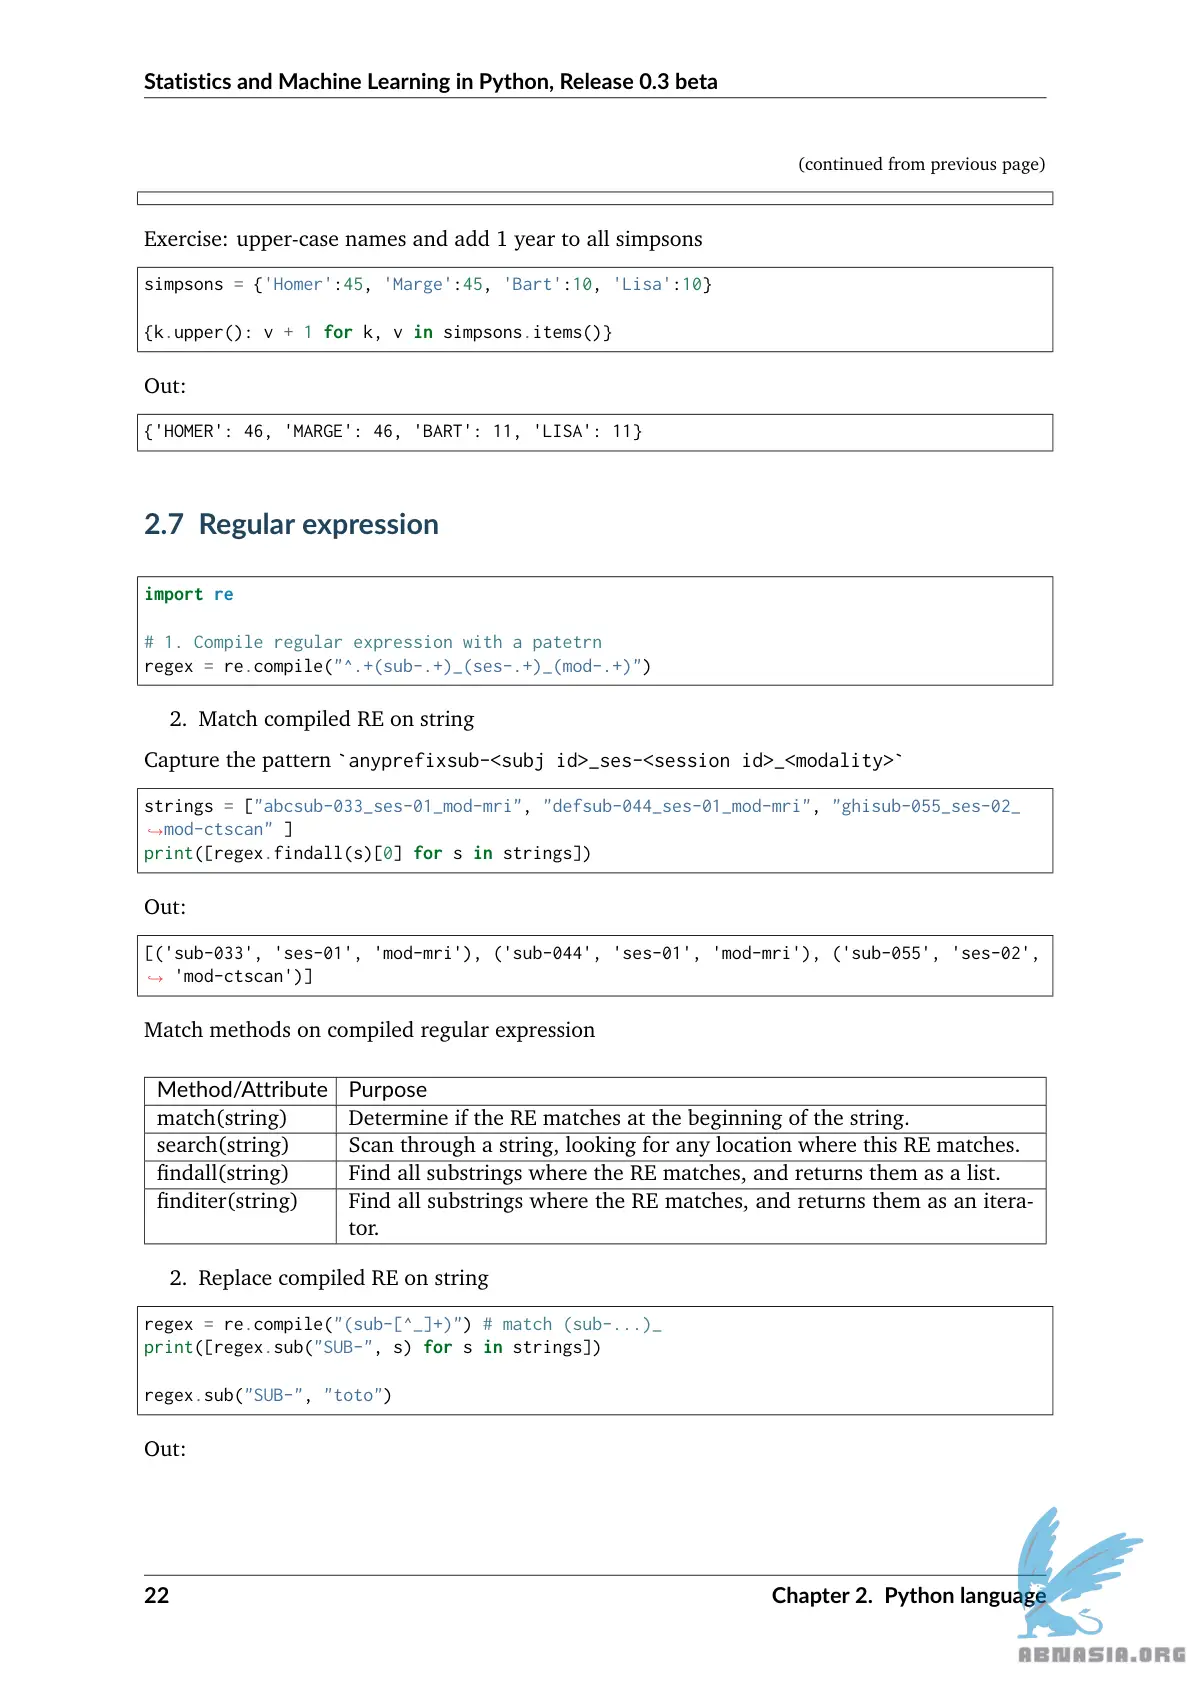 Statistics and Machine Learning in Python, Release 0.3 beta
(continued from previous page)
Exercise: upper-case names and add 1 year to all simpsons
simpsons = {'Homer':45, 'Marge':45, 'Bart':10, 'Lisa':10}
{k.upper(): v + 1 for k, v in simpsons.items()}
Out:
{'HOMER': 46, 'MARGE': 46, 'BART': 11, 'LISA': 11}
2.7 Regular expression
import re
# 1. Compile regular expression with a patetrn
regex = re.compile("^.+(sub-.+)_(ses-.+)_(mod-.+)")
2. Match compiled RE on string
Capture the pattern `anyprefixsub-<subj id>_ses-<session id>_<modality>`
strings = ["abcsub-033_ses-01_mod-mri", "defsub-044_ses-01_mod-mri", "ghisub-055_ses-02_
↪mod-ctscan" ]
print([regex.findall(s)[0] for s in strings])
Out:
[('sub-033', 'ses-01', 'mod-mri'), ('sub-044', 'ses-01', 'mod-mri'), ('sub-055', 'ses-02',
↪ 'mod-ctscan')]
Match methods on compiled regular expression
Method/Attribute Purpose
match(string) Determine if the RE matches at the beginning of the string.
search(string) Scan through a string, looking for any location where this RE matches.
findall(string) Find all substrings where the RE matches, and returns them as a list.
finditer(string) Find all substrings where the RE matches, and returns them as an itera-
tor.
2. Replace compiled RE on string
regex = re.compile("(sub-[^_]+)") # match (sub-...)_
print([regex.sub("SUB-", s) for s in strings])
regex.sub("SUB-", "toto")
Out:
22 Chapter 2. Python language
ABNASIA.ORG